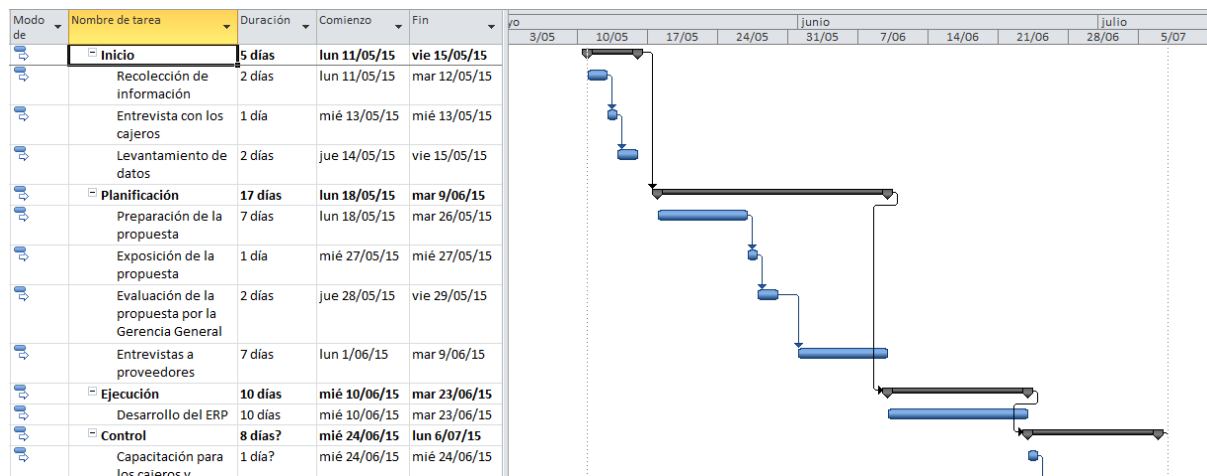 Modo de Nombre de tarea Duración Comienzo Fin
yo junio julio
3/05 10/05 17/05 24/05 31/05 7/06 14/06 21/06 28/06 5/07
Inicio 5 días lun 11/05/15 vie 15/05/15
Recolección de información 2 días lun 11/05/15 mar 12/05/15
Entrevista con los cajeros 1 día mié 13/05/15 mié 13/05/15
Levantamiento de datos 2 días jue 14/05/15 vie 15/05/15
Planificación 17 días lun 18/05/15 mar 9/06/15
Preparación de la propuesta 7 días lun 18/05/15 mar 26/05/15
Exposición de la propuesta 1 día mié 27/05/15 mié 27/05/15
Evaluación de la propuesta por la Gerencia General 2 días jue 28/05/15 vie 29/05/15
Entrevistas a proveedores 7 días lun 1/06/15 mar 9/06/15
Ejecución 10 días mié 10/06/15 mar 23/06/15
Desarrollo del ERP 10 días mié 10/06/15 mar 23/06/15
Control 8 días? mié 24/06/15 lun 6/07/15
Capacitación para los cajeros y 1 día? mié 24/06/15 mié 24/06/15